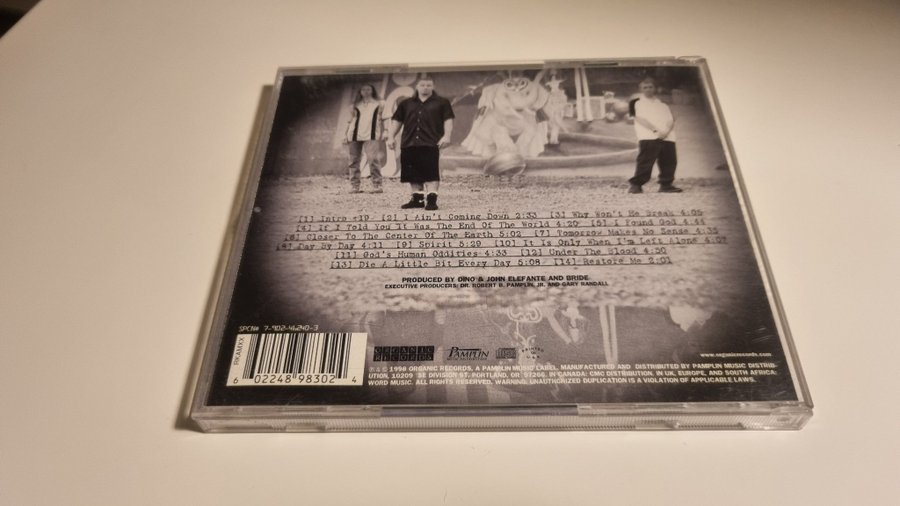 [1] Intro :19 [2] I Ain't Coming Down 2:33 [3] Why Won't He Break 4:05
[4] If I Told You It Was The End Of The World 4:20 [5] I Found God 4:44
[6] Closer To The Center Of The Earth 5:02 [7] Tomorrow Makes No Sense 4:35
[8] Day By Day 4:11 [9] Spirit 5:29 [10] It Is Only When I'm Left Alone 4:07
[11] God's Human Oddities 4:33 [12] Under The Blood 4:50
[13] Die A Little Bit Every Day 5:08 [14] Restore Me 2:01
PRODUCED BY DINO & JOHN ELEFANTE AND BRIDE
EXECUTIVE PRODUCERS: DR. ROBERT B. PAMPLIN, JR. AND GARY RANDALL
SPCN# 7-902-46240-3
6 02248 98302 4
ORGANIC
RECORDS
PAMPLIN
www.organicrecords.com
℗ & © 1998 ORGANIC RECORDS, A PAMPLIN MUSIC LABEL. MANUFACTURED AND DISTRIBUTED BY PAMPLIN MUSIC DISTRIB-
UTION, 10209 SE DIVISION ST. PORTLAND, OR 97266. IN CANADA: CMC DISTRIBUTION. IN UK, EUROPE, AND SOUTH AFRICA:
WORD MUSIC. ALL RIGHTS RESERVED. WARNING: UNAUTHORIZED DUPLICATION IS A VIOLATION OF APPLICABLE LAWS.